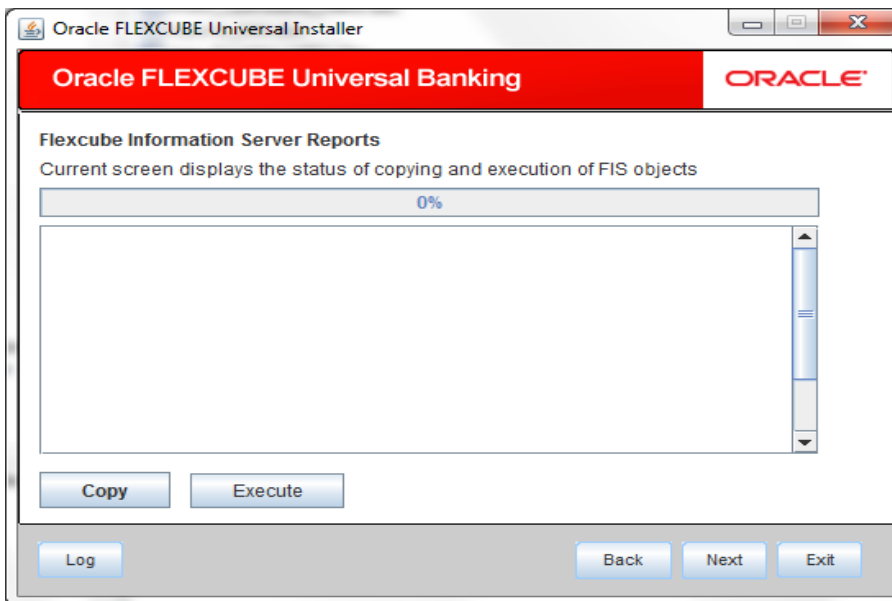 Oracle FLEXCUBE Universal Installer
Oracle FLEXCUBE Universal Banking
ORACLE®
Flexcube Information Server Reports
Current screen displays the status of copying and execution of FIS objects
0%
Copy Execute
Log Back Next Exit